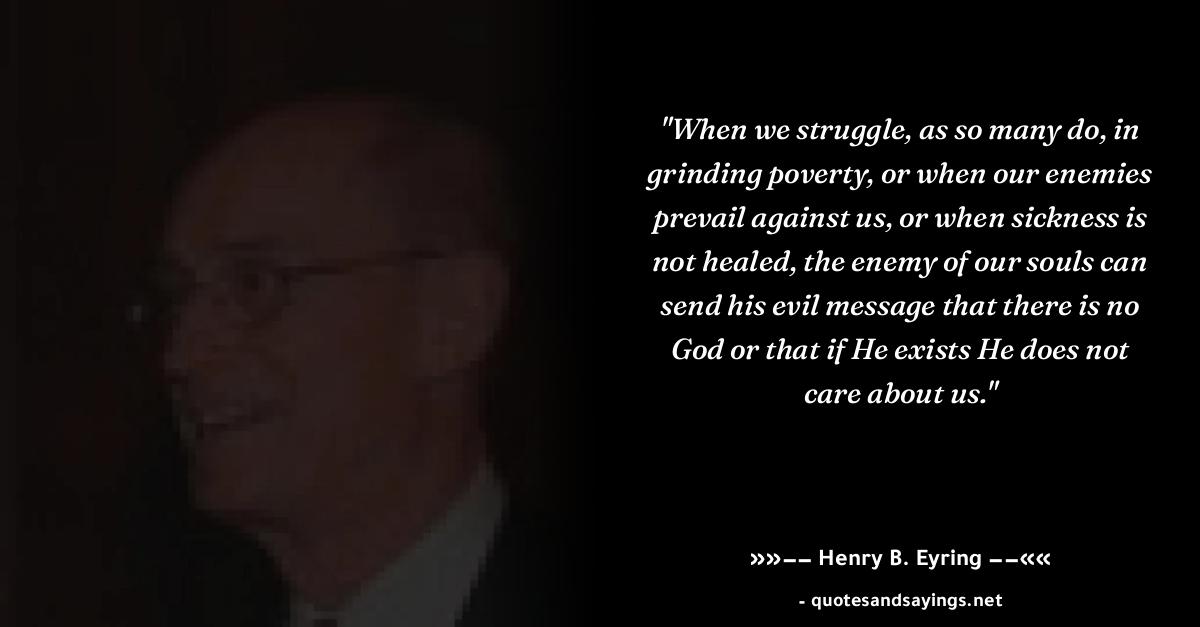 "When we struggle, as so many do, in
grinding poverty, or when our enemies
prevail against us, or when sickness is
not healed, the enemy of our souls can
send his evil message that there is no
God or that if He exists He does not
care about us."
»»−− Henry B. Eyring −−««
- quotesandsayings.net